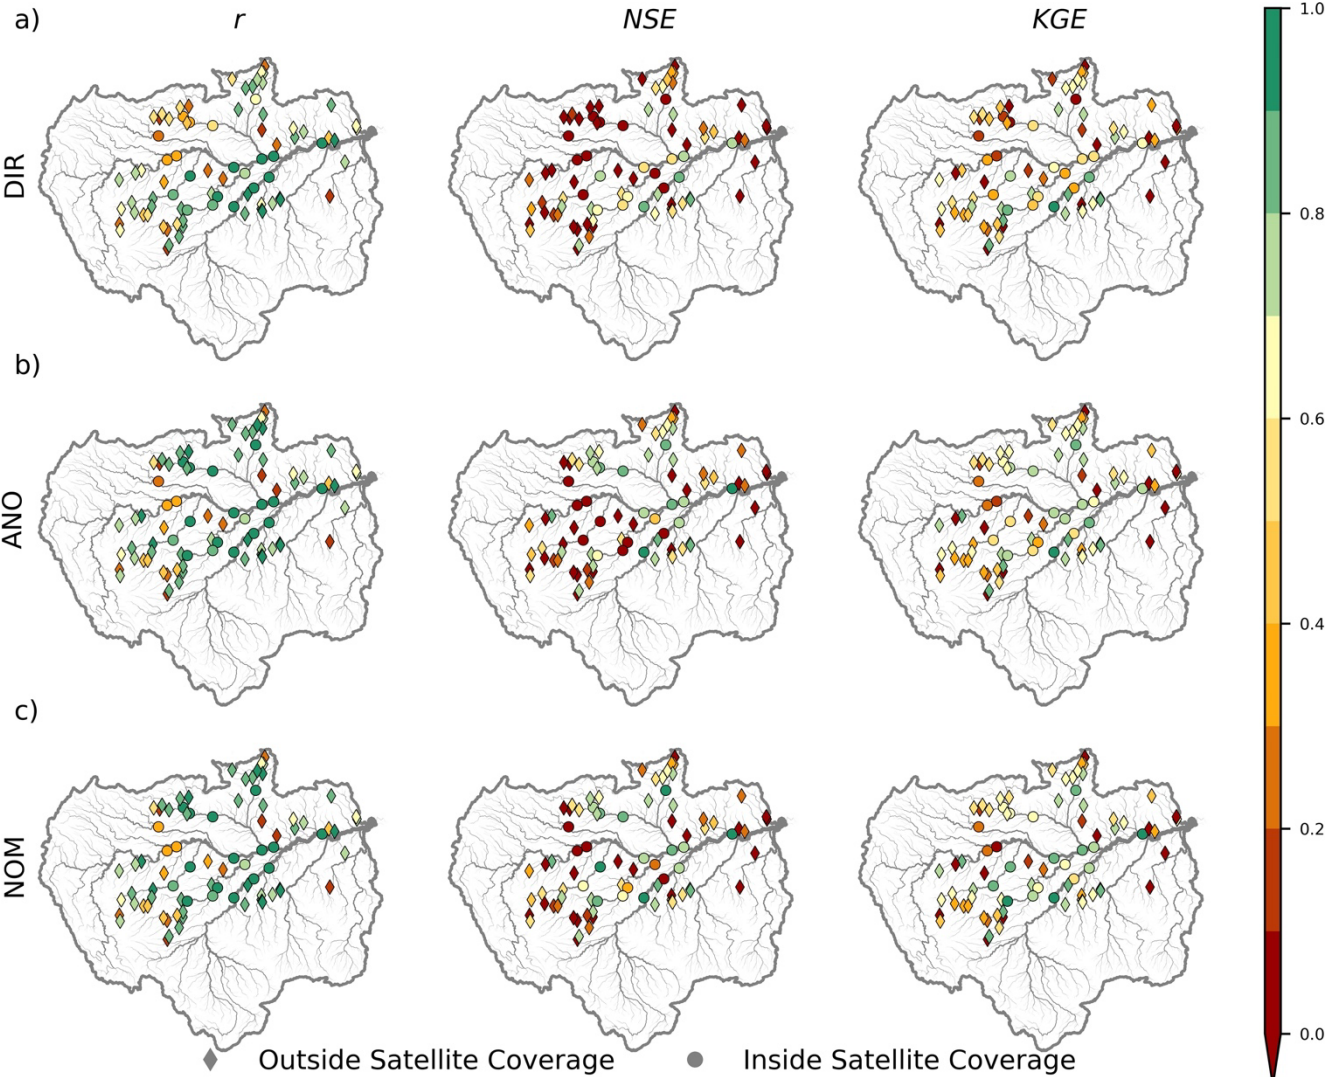 a)
r
NSE
KGE
DIR
b)
ANO
c)
NOM
1.0
0.8
0.6
0.4
0.2
0.0
Outside Satellite Coverage
Inside Satellite Coverage